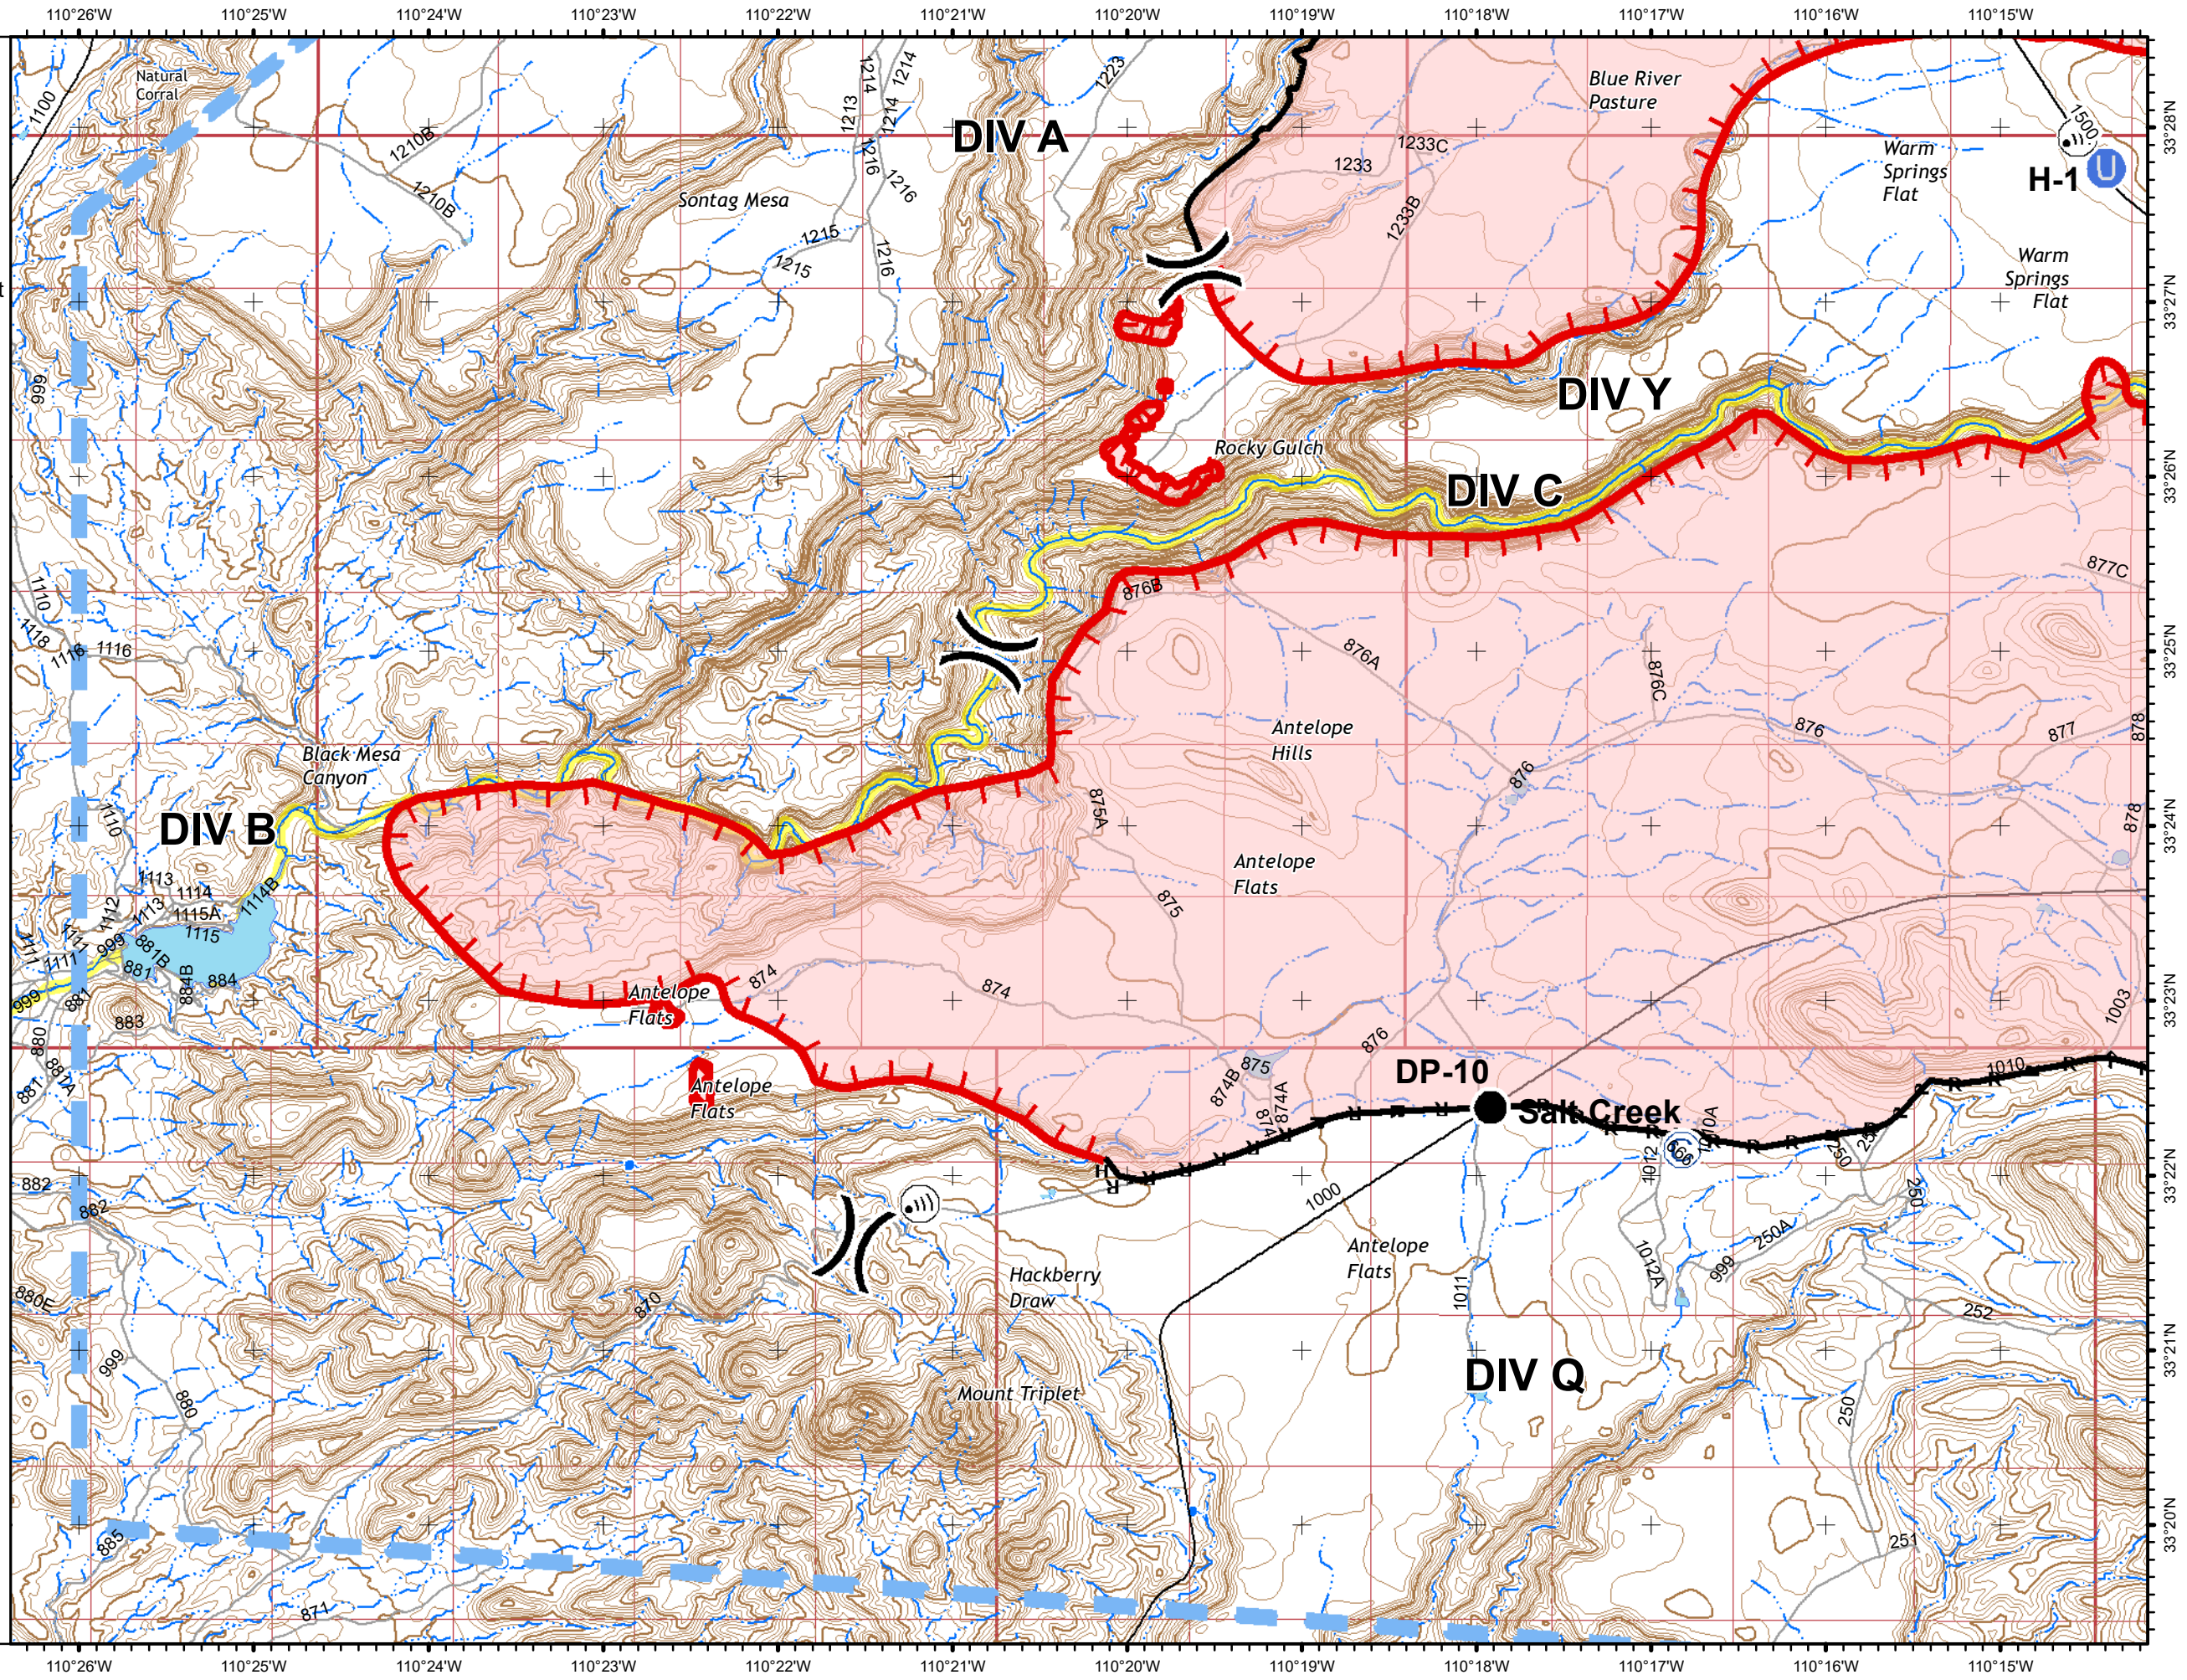 110°26'W 110°25'W 110°24'W 110°23'W 110°22'W 110°21'W 110°20'W 110°19'W 110°18'W 110°17'W 110°16'W 110°15'W
Natural
Corral
1100
1210B
1210B
1213
1214
1214
1214
1216
1216
1216
1215
1215
1223
DIV A
Sontag Mesa
Blue River
Pasture
1233C
1233
1233B
Warm
Springs
Flat
1500
H-1
U
33°28'N
Warm
Springs
Flat
33°27'N
999
DIV Y
Rocky Gulch
DIV C
33°26'N
876B
877C
1110
1118
1116
1116
876A
876C
33°25'N
Antelope
Hills
876
877
878
Black Mesa
Canyon
876
875A
1110
DIV B
878
33°24'N
Antelope
Flats
1113
1114
1114B
1112
1113
1115A
1115
875
1111
1111
1111
999
881B
881
884B
884
999
881
883
874
874
Antelope
Flats
1003
33°23'N
880
881A
881
876
875
874B
874A
874
DP-10
Salt Creek
1010
1010A
Antelope
Flats
H R R R R R R R R R R R R R R R R R R R R
666
1012
250
33°22'N
882
882
1000
250
250A
999
1012A
Antelope
Flats
Hackberry
Draw
880E
870
1011
252
33°21'N
999
880
Mount Triplet
DIV Q
250
885
251
33°20'N
871
110°26'W 110°25'W 110°24'W 110°23'W 110°22'W 110°21'W 110°20'W 110°19'W 110°18'W 110°17'W 110°16'W 110°15'W